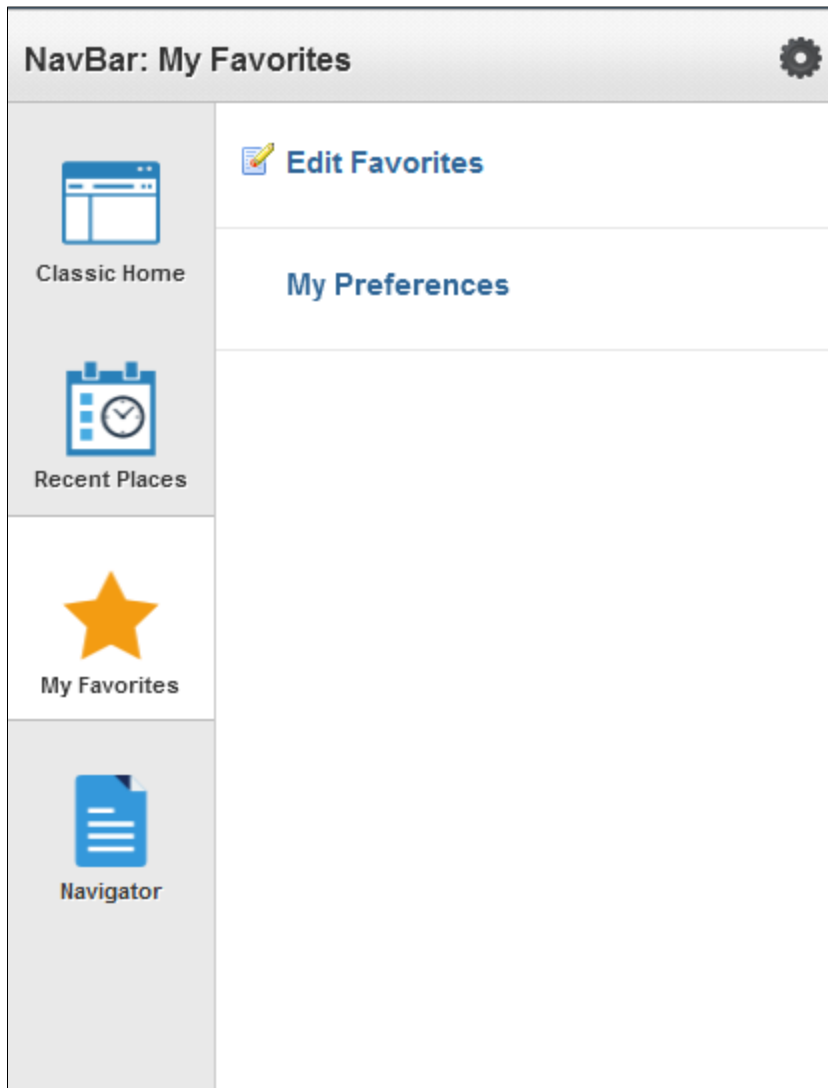 NavBar: My Favorites
Classic Home
Recent Places
My Favorites
Navigator
Edit Favorites
My Preferences